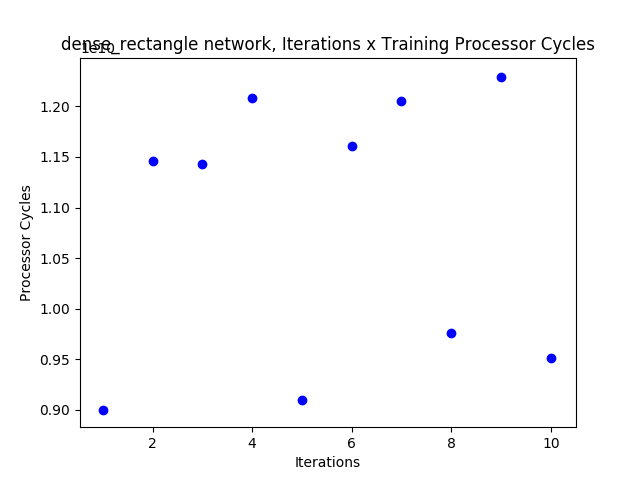 dense_rectangle network, Iterations x Training Processor Cycles
1e10
1.20
1.15
1.10
1.05
1.00
0.95
0.90
Processor Cycles
2 4 6 8 10
Iterations